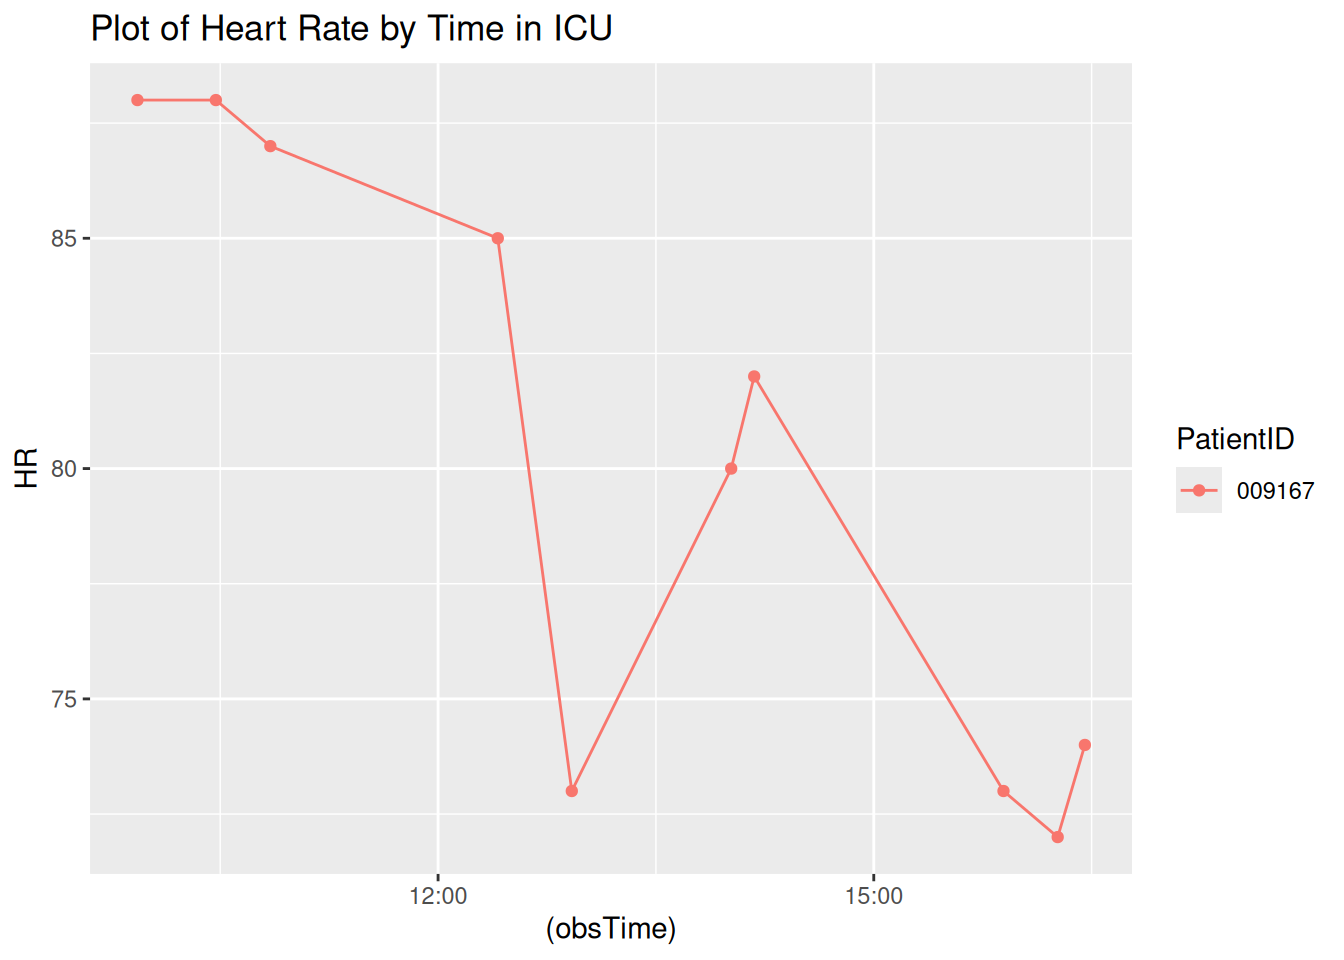 Plot of Heart Rate by Time in ICU
85
80
75
HR
12:00
15:00
(obsTime)
PatientID
009167